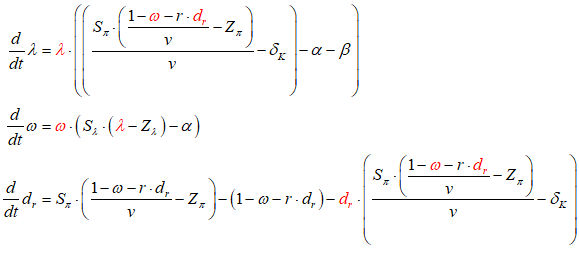 d/dt λ = λ·(((S_π·((1−ω−r·d_r)/v − Z_π))/v − δ_K) − α − β)
d/dt ω = ω·(S_λ·(λ − Z_λ) − α)
d/dt d_r = S_π·((1−ω−r·d_r)/v − Z_π) − (1−ω−r·d_r) − d_r·((S_π·((1−ω−r·d_r)/v − Z_π))/v − δ_K)